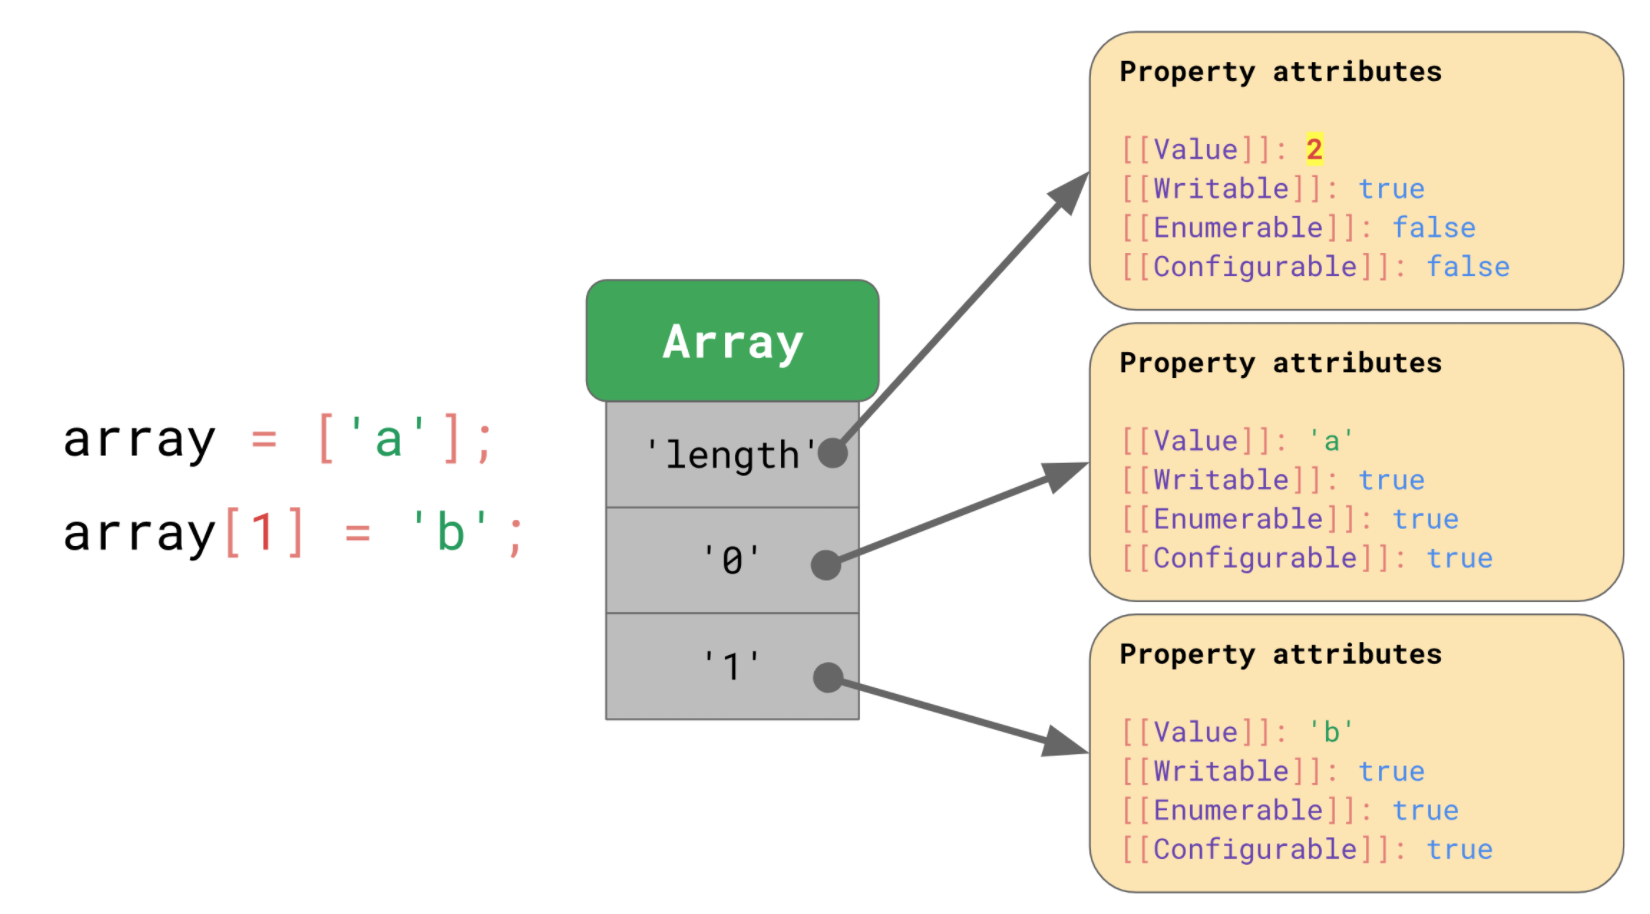 array = ['a'];
array[1] = 'b';
Array
'length'
'0'
'1'
Property attributes
[[Value]]: 2
[[Writable]]: true
[[Enumerable]]: false
[[Configurable]]: false
Property attributes
[[Value]]: 'a'
[[Writable]]: true
[[Enumerable]]: true
[[Configurable]]: true
Property attributes
[[Value]]: 'b'
[[Writable]]: true
[[Enumerable]]: true
[[Configurable]]: true